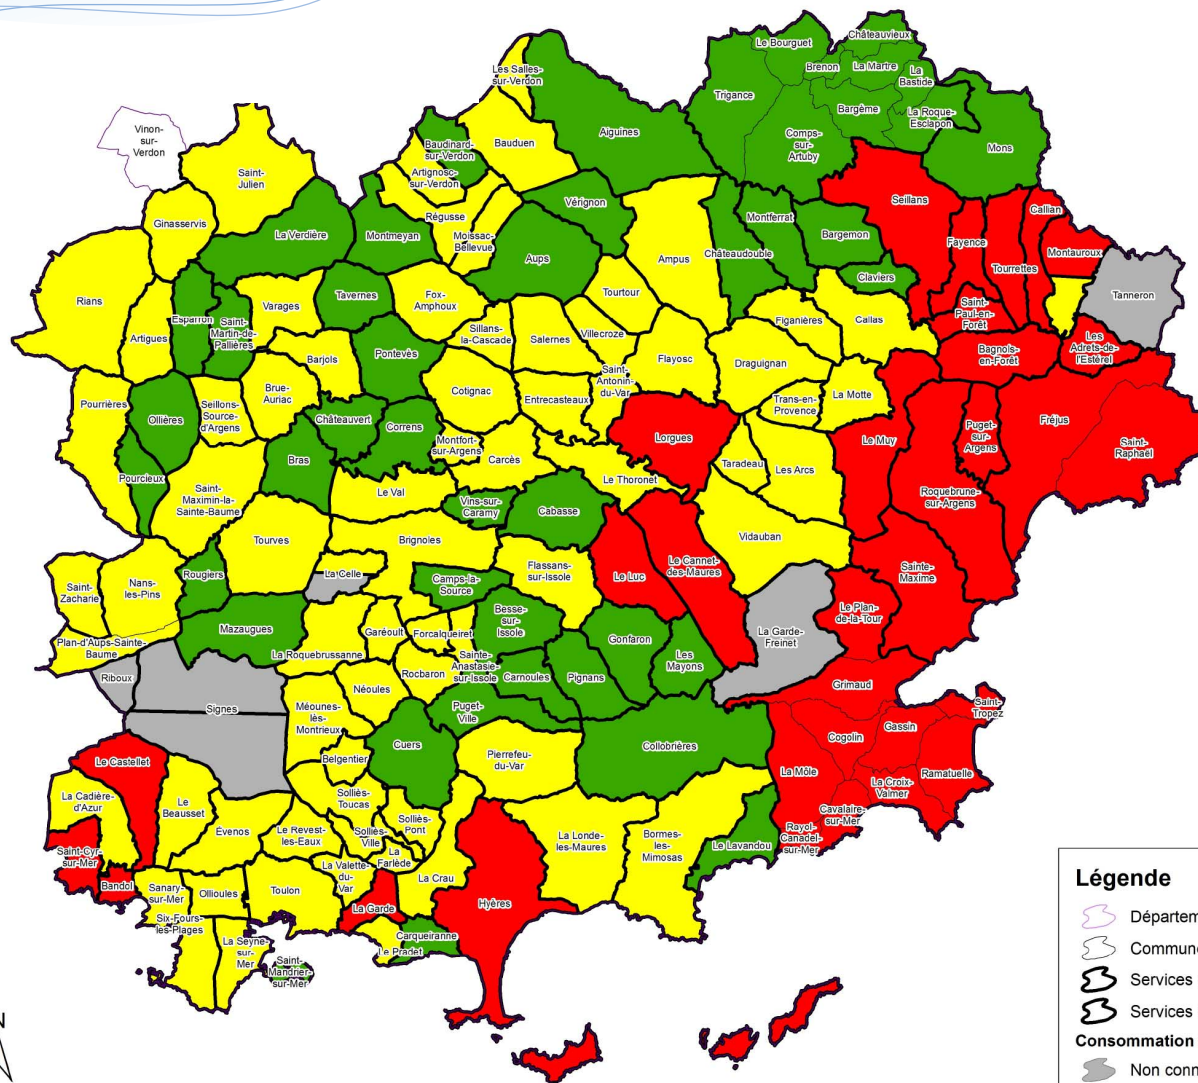 Châteauvieux
Le Bourguet
Brenon
La Martre
La
Bastide
Les Salles-
sur-Verdon
Trigance
Bargème
La Roque-
Esclapon
Vinon-
sur-
Verdon
Aiguines
Comps-
sur-
Artuby
Mons
Baudinard-
sur-Verdon
Bauduen
Saint-
Julien
Artignosc-
sur-Verdon
Seillans
Callian
Ginasservis
Régusse
Vérignon
Montferrat
La Verdière
Montmeyan
Moissac-
Bellevue
Bargemon
Fayence
Montauroux
Aups
Ampus
Châteaudouble
Tourrettes
Claviers
Rians
Varages
Tavernes
Fox-
Amphoux
Tourtour
Saint-
Paul-en-
Forêt
Tanneron
Esparron
Saint-
Martin-de-
Pallières
Artigues
Sillans-
la-Cascade
Salernes
Villecroze
Figanières
Callas
Les
Adrets-de-
l'Estérel
Barjols
Pontevès
Flayosc
Draguignan
Bagnols-
en-Forêt
Saint-
Antonin-
du-Var
Brue-
Auriac
Cotignac
Entrecasteaux
La Motte
Trans-en-
Provence
Pourrières
Ollières
Seillons-
Source-
d'Argens
Châteauvert
Correns
Fréjus
Puget-
sur-
Argens
Saint-
Raphaël
Montfort-
sur-Argens
Lorgues
Le Muy
Bras
Carcès
Taradeau
Les Arcs
Pourcieux
Saint-
Maximin-la-
Sainte-Baume
Le Val
Le Thoronet
Roquebrune-
sur-Argens
Vins-sur-
Caramy
Cabasse
Tourves
Brignoles
Vidauban
Rougiers
La Celle
Flassans-
sur-Issole
Le Luc
Le Cannet-
des-Maures
Sainte-
Maxime
Saint-
Zacharie
Nans-
les-Pins
Camps-la-
Source
Besse-
sur-
Issole
Le Plan-
de-la-Tour
Mazaugues
Garéoult
Forcalqueiret
Gonfaron
La Garde-
Freinet
Plan-d'Aups-Sainte-
Baume
La Roquebrussanne
Sainte-
Anastasie-
sur-Issole
Les
Mayons
Riboux
Rocbaron
Carnoules
Pignans
Grimaud
Néoules
Signes
Méounes-
lès-
Montrieux
Puget-
Ville
Saint-
Tropez
Gassin
Cogolin
Cuers
Collobrières
Belgentier
Pierrefeu-
du-Var
Le Castellet
La Môle
Ramatuelle
La Croix-
Valmer
La Cadière-
d'Azur
Le
Beausset
Solliès-
Toucas
Solliès-
Pont
Cavalaire-
sur-Mer
Évenos
Le Revest-
les-Eaux
Solliès-
Ville
La Londe-
les-Maures
Bormes-
les-
Mimosas
Rayol-
Canadel-
sur-Mer
Le Lavandou
Saint-Cyr-
sur-Mer
La
Farlède
La Valette-
du-
Var
La Crau
Bandol
Sanary-
sur-Mer
Ollioules
Toulon
Hyères
La Garde
Six-Fours-
les-Plages
Carqueiranne
Le Pradet
La Seyne-
sur-
Mer
Saint-
Mandrier-
sur-Mer
N
Légende
Départem
Commune
Services
Services
Consommation
Non conn